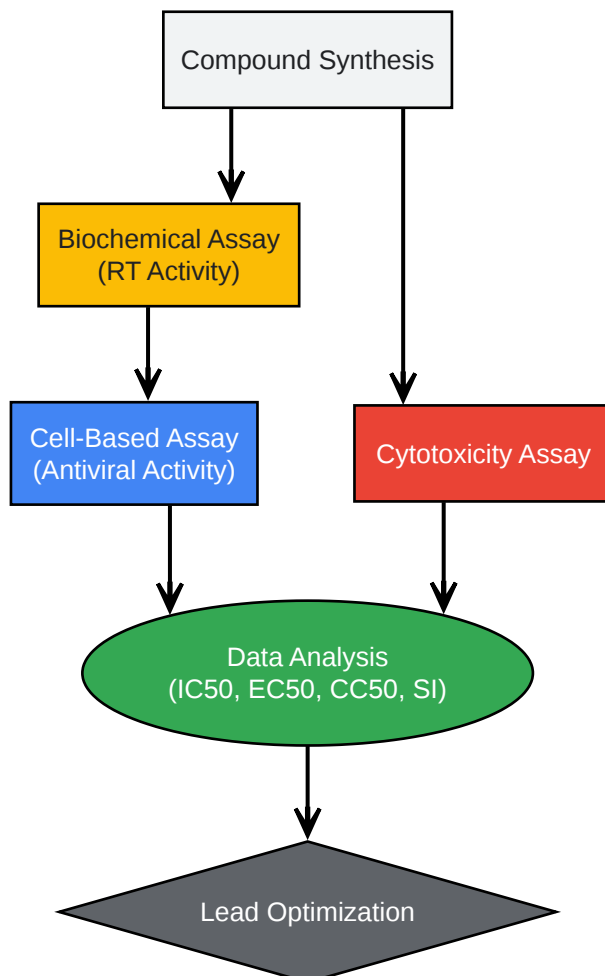 Compound Synthesis
Biochemical Assay
(RT Activity)
Cell-Based Assay
(Antiviral Activity)
Cytotoxicity Assay
Data Analysis
(IC50, EC50, CC50, SI)
Lead Optimization